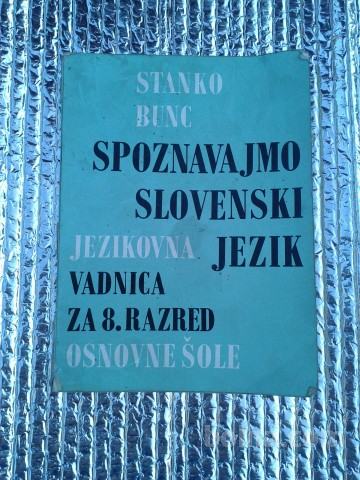 STANKO
BUNC
SPOZNAVAJMO
SLOVENSKI
JEZIKOVNA JEZIK
VADNICA
ZA 8. RAZRED
OSNOVNE ŠOLE